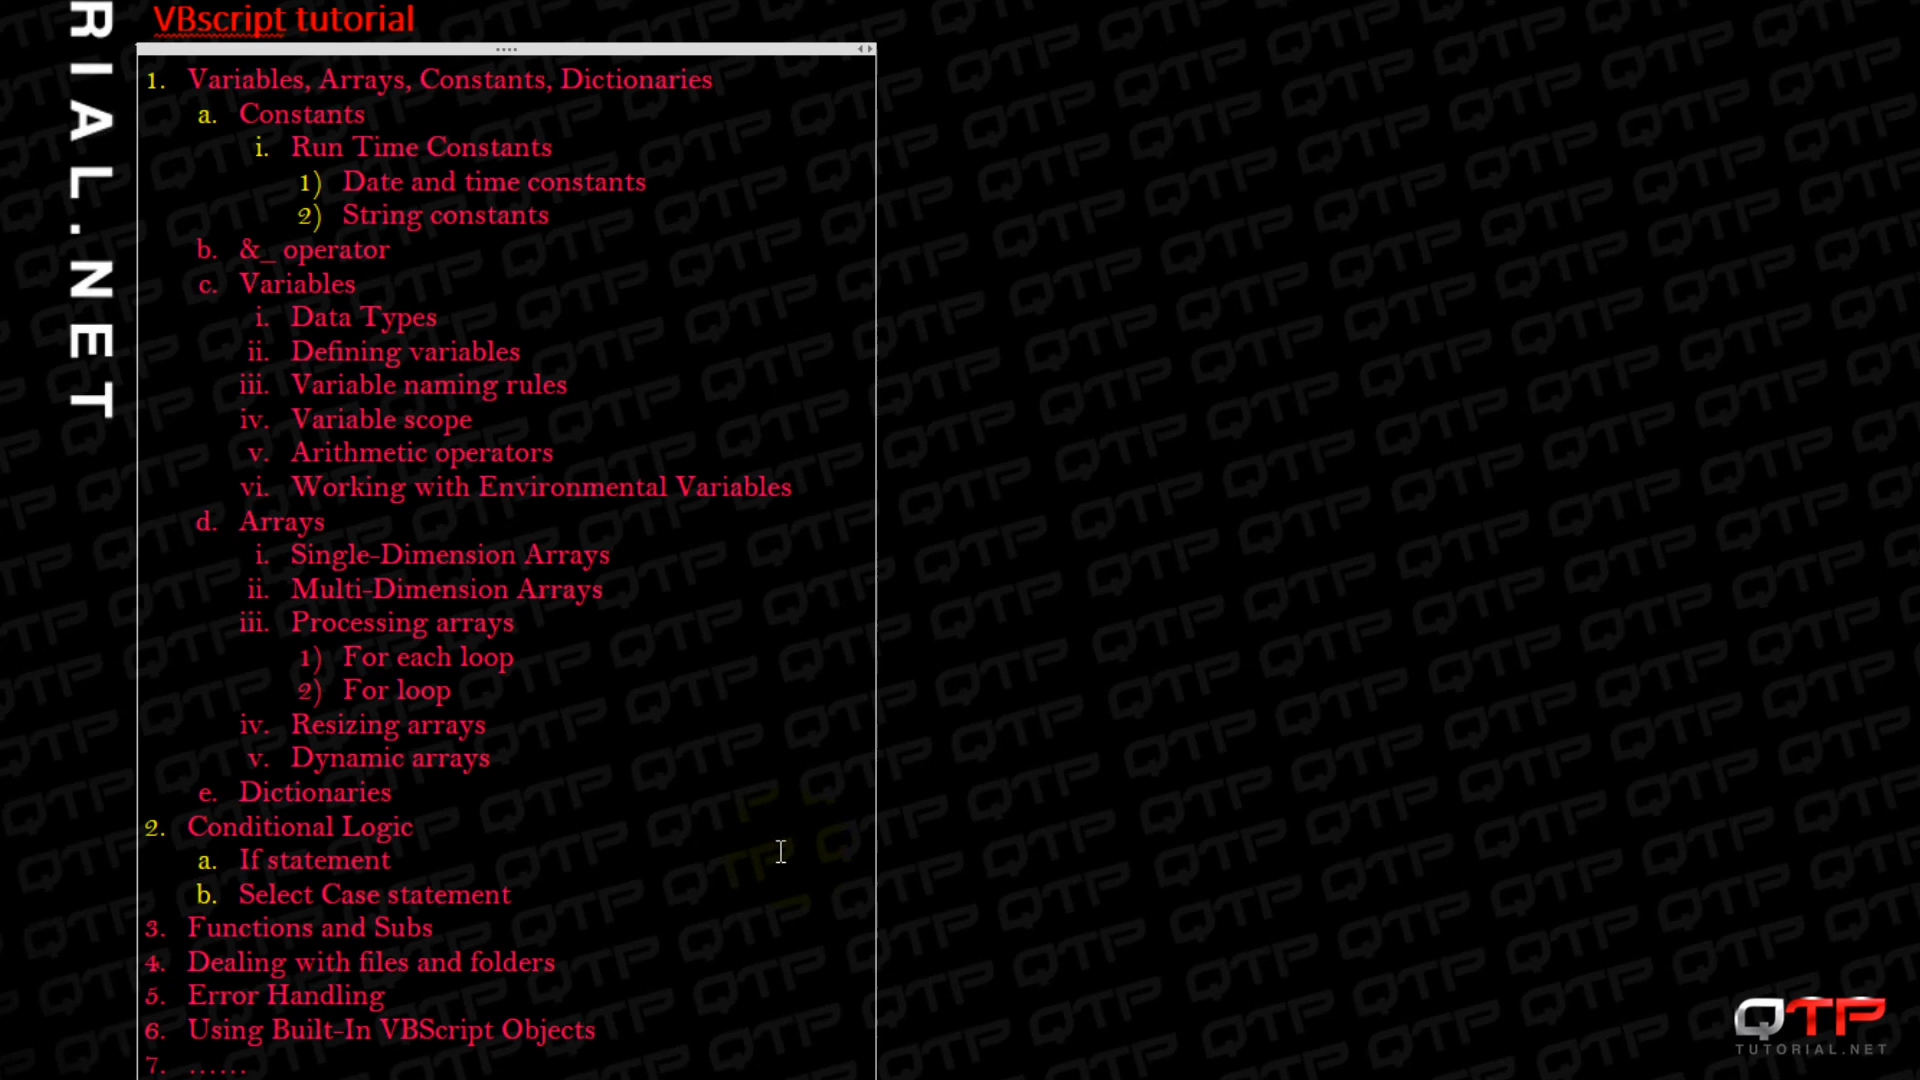 VBscript tutorial
RIAL.NET
1. Variables, Arrays, Constants, Dictionaries
a. Constants
i. Run Time Constants
1) Date and time constants
2) String constants
b. &_ operator
c. Variables
i. Data Types
ii. Defining variables
iii. Variable naming rules
iv. Variable scope
v. Arithmetic operators
vi. Working with Environmental Variables
d. Arrays
i. Single-Dimension Arrays
ii. Multi-Dimension Arrays
iii. Processing arrays
1) For each loop
2) For loop
iv. Resizing arrays
v. Dynamic arrays
e. Dictionaries
2. Conditional Logic
a. If statement
b. Select Case statement
3. Functions and Subs
4. Dealing with files and folders
5. Error Handling
6. Using Built-In VBScript Objects
7. ......
QTP
TUTORIAL.NET